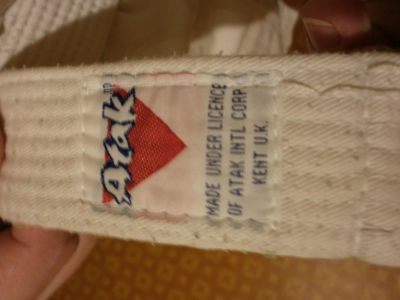 Atak
MADE UNDER LICENCE
OF ATAK INTL CORP
KENT U.K.